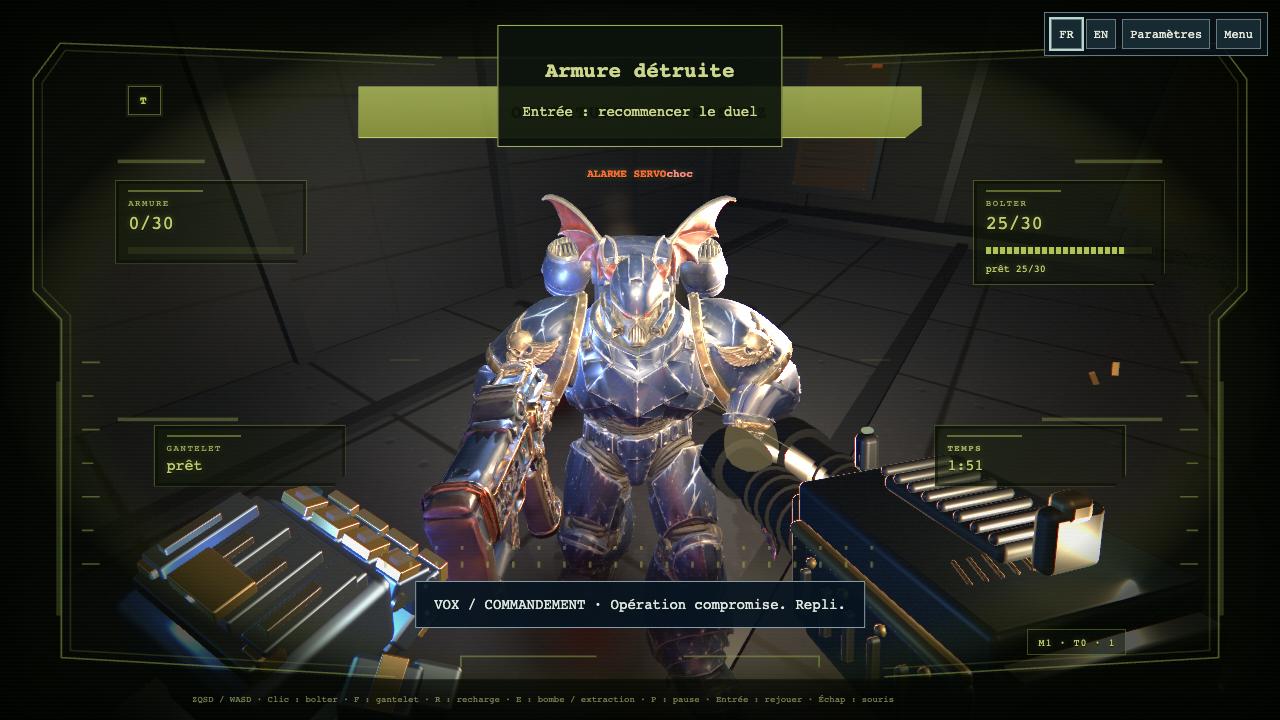 FR EN Paramètres Menu
Armure détruite
Entrée : recommencer le duel
T
ALARME SERVOchoc
ARMURE
0/30
BOLTER
25/30
prêt 25/30
GANTELET
prêt
TEMPS
1:51
VOX / COMMANDEMENT · Opération compromise. Repli.
M1 · T0 · 1
ZQSD / WASD · Clic : bolter · F : gantelet · R : recharge · E : bombe / extraction · P : pause · Entrée : rejouer · Échap : souris